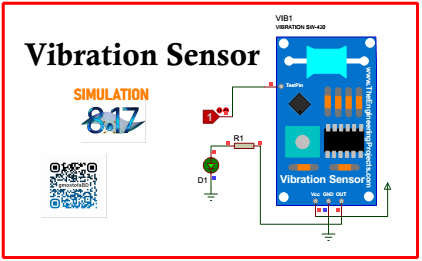 VIB1
VIBRATION SW-420
Vibration Sensor
SIMULATION
8.17
gmostofaBD
1
TestPin
www.TheEngineeringProjects.com
R1
D1
Vibration Sensor
Vcc GND OUT